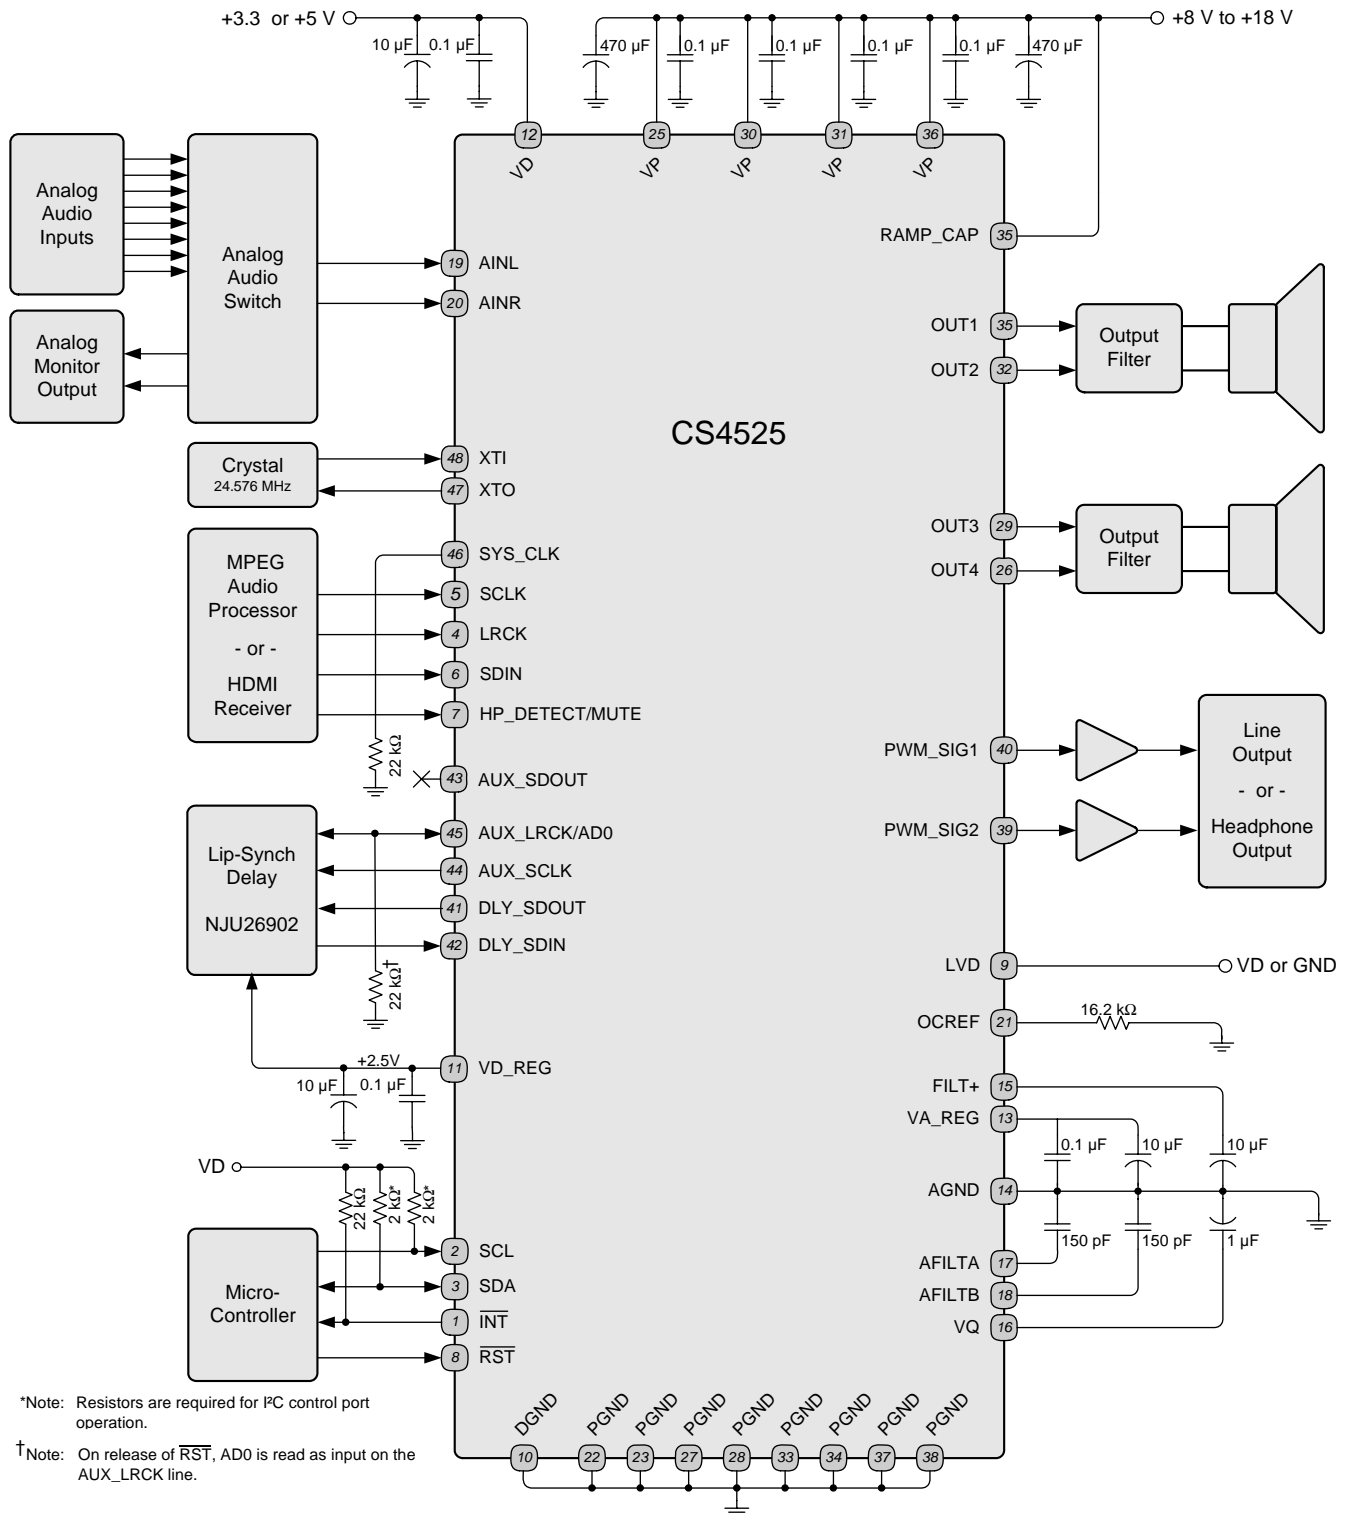 +3.3 or +5 V
+8 V to +18 V
10 µF
0.1 µF
470 µF
0.1 µF
0.1 µF
0.1 µF
0.1 µF
470 µF
12
25
30
31
36
VD
VP
VP
VP
VP
Analog
Audio
Inputs
Analog
Audio
Switch
Analog
Monitor
Output
19 AINL
20 AINR
RAMP_CAP 35
OUT1 35
OUT2 32
Output
Filter
CS4525
Crystal
24.576 MHz
48 XTI
47 XTO
OUT3 29
OUT4 26
Output
Filter
MPEG
Audio
Processor
- or -
HDMI
Receiver
46 SYS_CLK
5 SCLK
4 LRCK
6 SDIN
7 HP_DETECT/MUTE
22 kΩ
43 AUX_SDOUT
PWM_SIG1 40
PWM_SIG2 39
Line
Output
- or -
Headphone
Output
Lip-Synch
Delay
NJU26902
45 AUX_LRCK/AD0
44 AUX_SCLK
41 DLY_SDOUT
42 DLY_SDIN
22 kΩ†
LVD 9
VD or GND
OCREF 21
16.2 kΩ
+2.5V
11 VD_REG
10 µF
0.1 µF
FILT+ 15
VA_REG 13
0.1 µF
10 µF
10 µF
AGND 14
150 pF
150 pF
1 µF
AFILTA 17
AFILTB 18
VQ 16
VD
22 kΩ
2 kΩ*
2 kΩ*
Micro-
Controller
2 SCL
3 SDA
1 INT
8 RST
*Note: Resistors are required for I²C control port
operation.
†Note: On release of RST, AD0 is read as input on the
AUX_LRCK line.
DGND
PGND
PGND
PGND
PGND
PGND
PGND
PGND
PGND
10
22
23
27
28
33
34
37
38